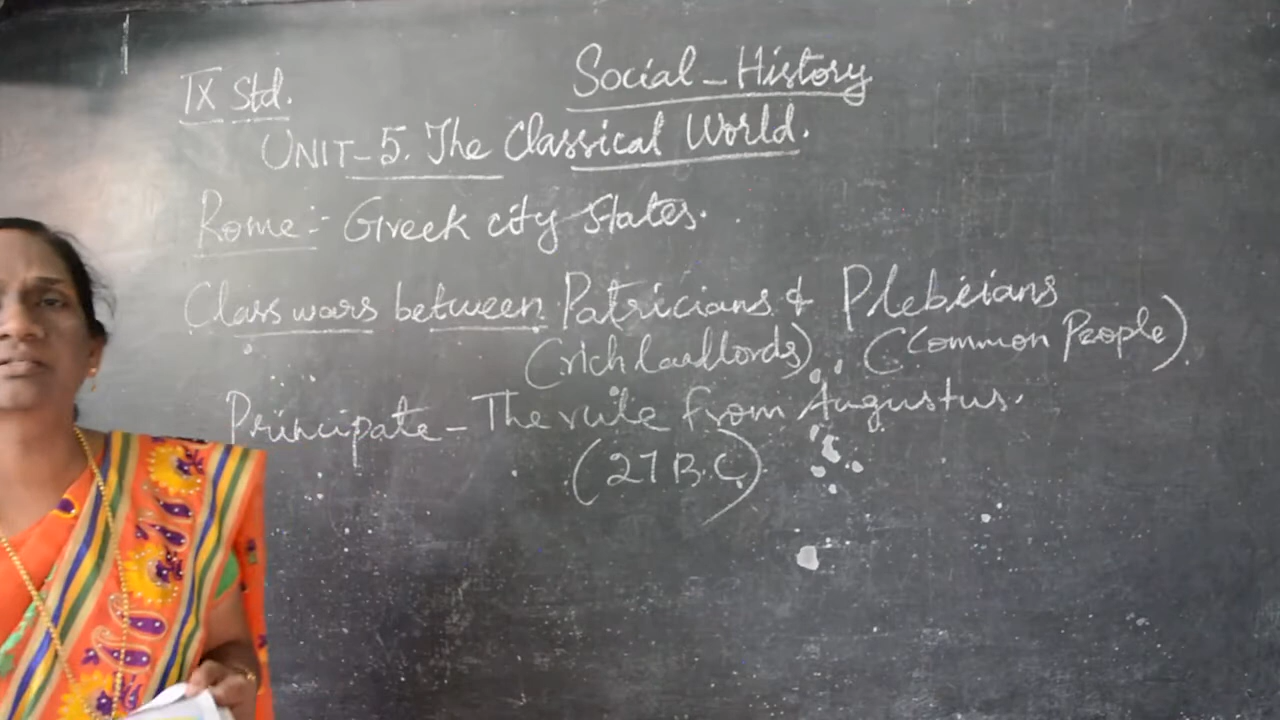 Social - History
IX Std.
UNIT-5. The Classical World.
Rome:- Greek city states.
Class wars between Patricians & Plebeians
(rich landlords), (Common People)
Principate - The rule from Augustus.
(27 B.C)